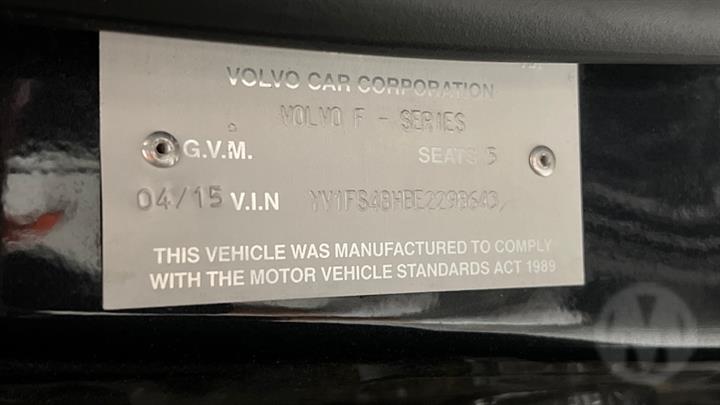 VOLVO CAR CORPORATION
VOLVO F - SERIES
G.V.M. SEATS 5
04/15 V.I.N
THIS VEHICLE WAS MANUFACTURED TO COMPLY
WITH THE MOTOR VEHICLE STANDARDS ACT 1989